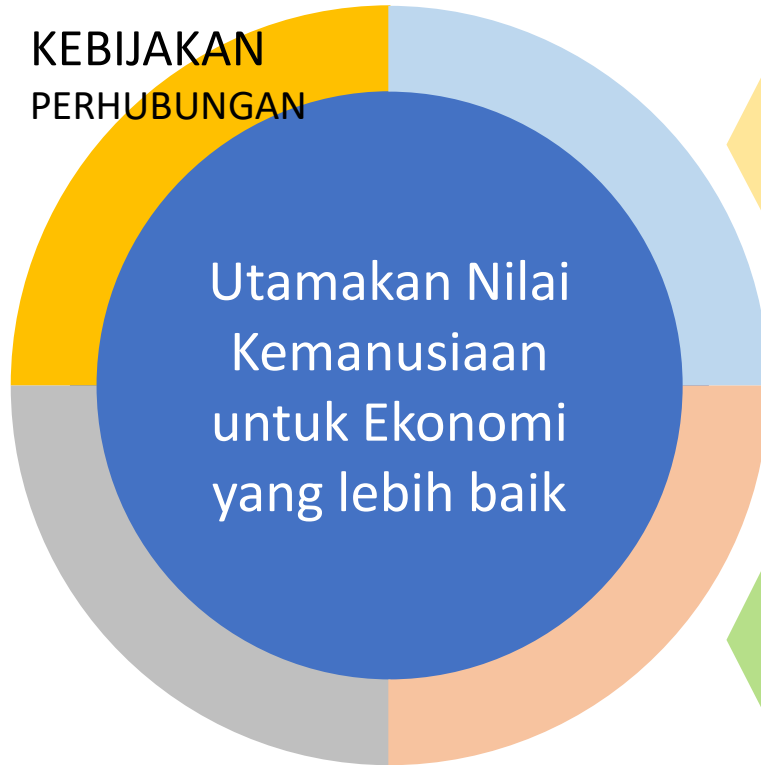 KEBIJAKAN
PERHUBUNGAN
Utamakan Nilai
Kemanusiaan
untuk Ekonomi
yang lebih baik